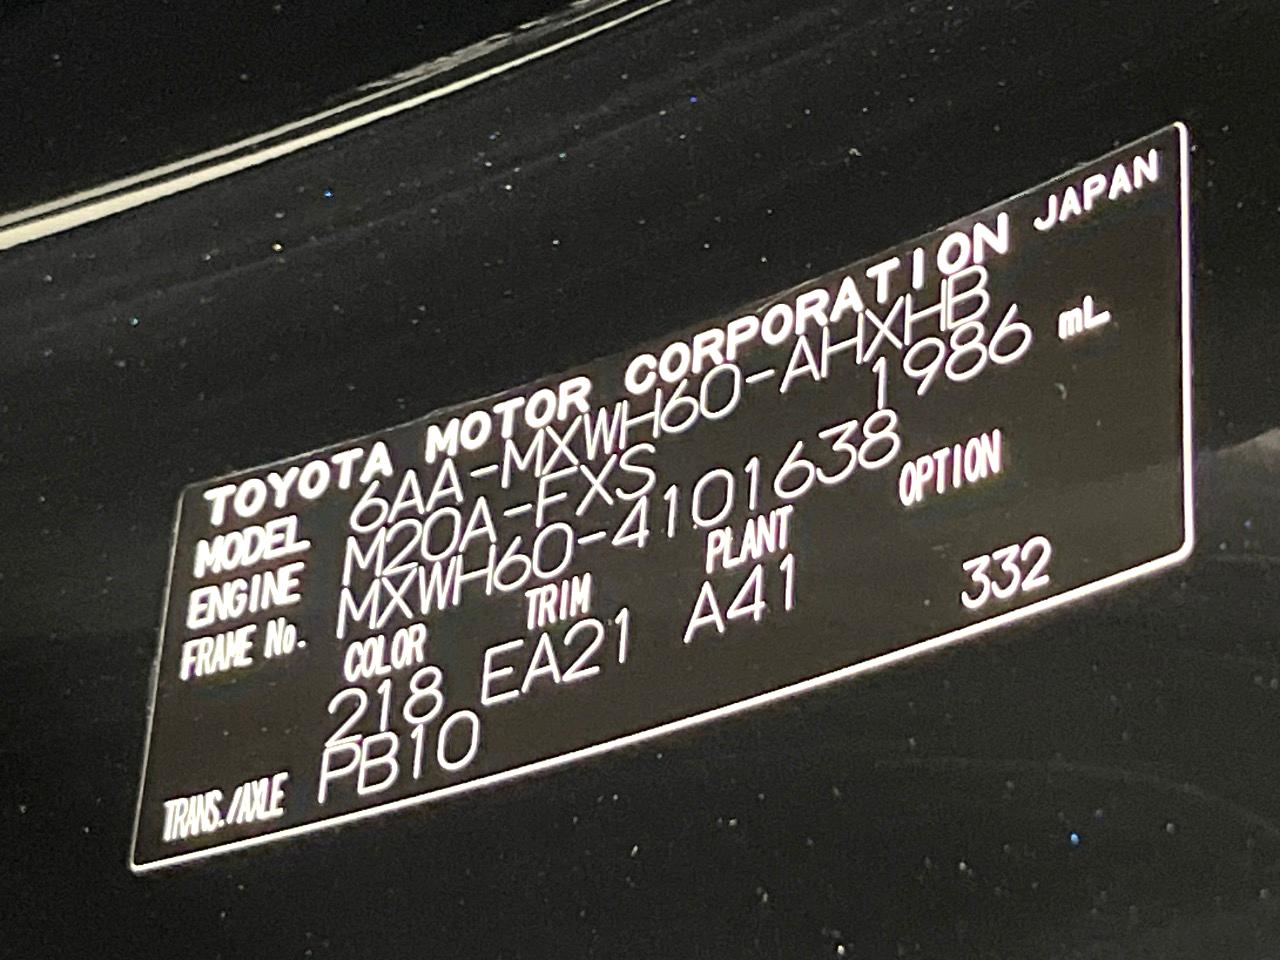 TOYOTA MOTOR CORPORATION JAPAN
MODEL 6AA-MXWH60-AHXHB
ENGINE M20A-FXS 1986 mL
FRAME No. MXWH60-4101638
COLOR TRIM PLANT OPTION
218 EA21 A41 332
TRANS./AXLE PB10